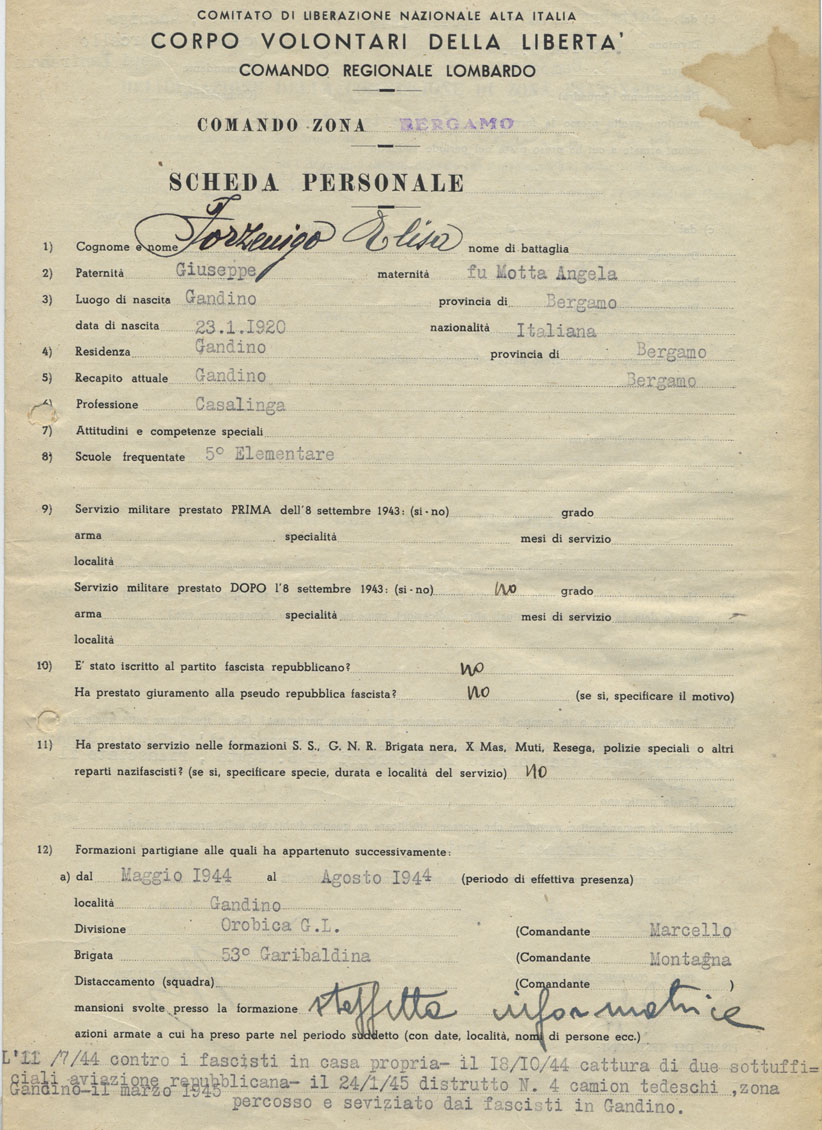 COMITATO DI LIBERAZIONE NAZIONALE ALTA ITALIA
CORPO VOLONTARI DELLA LIBERTA'
COMANDO REGIONALE LOMBARDO
COMANDO ZONA BERGAMO
SCHEDA PERSONALE
1) Cognome e nome Torzenigo Elisa nome di battaglia
2) Paternità Giuseppe maternità fu Motta Angela
3) Luogo di nascita Gandino provincia di Bergamo
data di nascita 23.1.1920 nazionalità Italiana
4) Residenza Gandino provincia di Bergamo
5) Recapito attuale Gandino Bergamo
6) Professione Casalinga
7) Attitudini e competenze speciali
8) Scuole frequentate 5° Elementare
9) Servizio militare prestato PRIMA dell'8 settembre 1943: (si-no) grado
arma specialità mesi di servizio
località
Servizio militare prestato DOPO l'8 settembre 1943: (si-no) no grado
arma specialità mesi di servizio
località
10) E' stato iscritto al partito fascista repubblicano? no
Ha prestato giuramento alla pseudo repubblica fascista? no (se si, specificare il motivo)
11) Ha prestato servizio nelle formazioni S. S., G. N. R. Brigata nera, X Mas, Muti, Resega, polizie speciali o altri
reparti nazifascisti? (se si, specificare specie, durata e località del servizio) no
12) Formazioni partigiane alle quali ha appartenuto successivamente:
a) dal Maggio 1944 al Agosto 1944 (periodo di effettiva presenza)
località Gandino
Divisione Orobica G.L. (Comandante Marcello
Brigata 53° Garibaldina (Comandante Montagna
Distaccamento (squadra) (Comandante )
mansioni svolte presso la formazione staffetta informatrice
azioni armate a cui ha preso parte nel periodo suddetto (con date, località, nomi di persone ecc.)
L'11 /7/44 contro i fascisti in casa propria- il 18/10/44 cattura di due sottuffi=
ciali aviazione repubblicana- il 24/1/45 distrutto N. 4 camion tedeschi ,zona
Gandino-il marzo 1945 percosso e seviziato dai fascisti in Gandino.